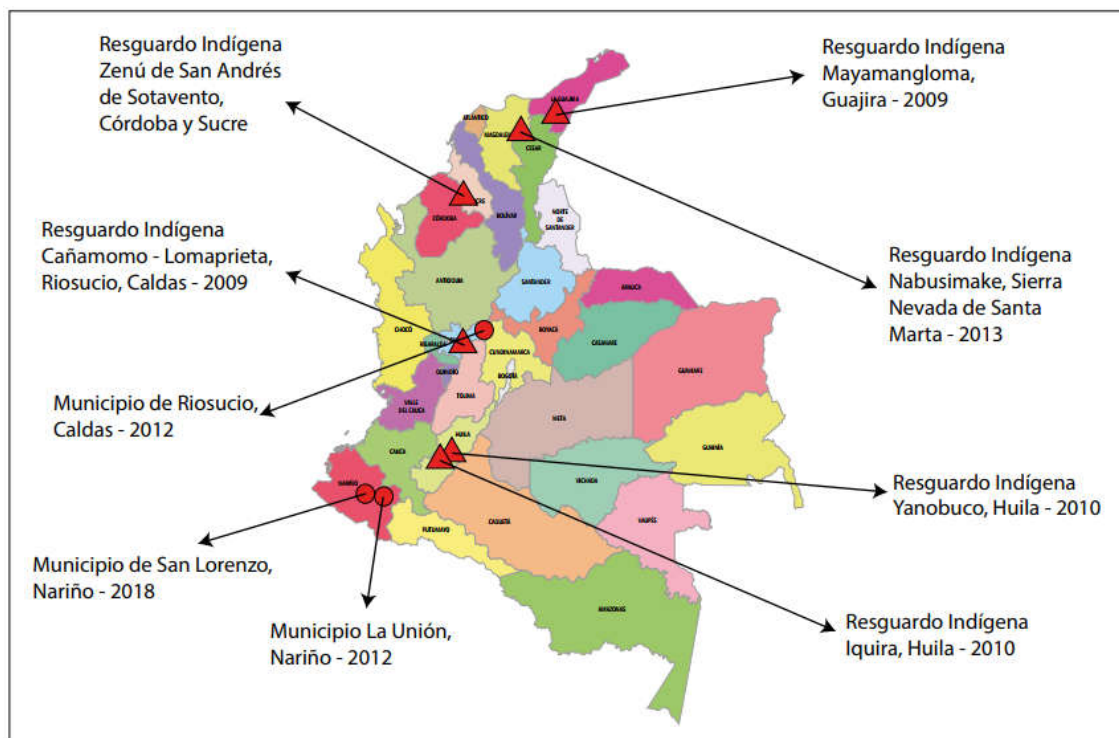 Resguardo Indígena
Zenú de San Andrés
de Sotavento,
Córdoba y Sucre
Resguardo Indígena
Mayamangloma,
Guajira - 2009
Resguardo Indígena
Cañamomo - Lomaprieta,
Riosucio, Caldas - 2009
Resguardo Indígena
Nabusimake, Sierra
Nevada de Santa
Marta - 2013
Municipio de Riosucio,
Caldas - 2012
Resguardo Indígena
Yanobuco, Huila - 2010
Municipio de San Lorenzo,
Nariño - 2018
Municipio La Unión,
Nariño - 2012
Resguardo Indígena
Iquira, Huila - 2010
LA GUAJIRA
ATLÁNTICO
MAGDALENA
CESAR
CÓRDOBA
BOLÍVAR
NORTE
DE
SANTANDER
ANTIOQUIA
SANTANDER
ARAUCA
CHOCÓ
RISARALDA
BOYACÁ
CASANARE
CUNDINAMARCA
BOGOTÁ
QUINDÍO
TOLIMA
VALLE
DEL CAUCA
META
HUILA
CAUCA
NARIÑO
PUTUMAYO
CAQUETÁ
VAUPÉS
AMAZONAS